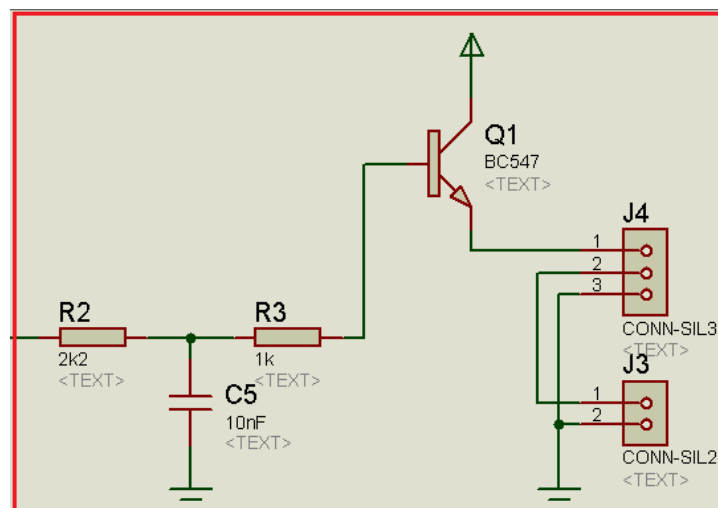 Q1
BC547
<TEXT>
J4
1
2
3
CONN-SIL3
<TEXT>
R2
2k2
<TEXT>
R3
1k
<TEXT>
C5
10nF
<TEXT>
J3
1
2
CONN-SIL2
<TEXT>